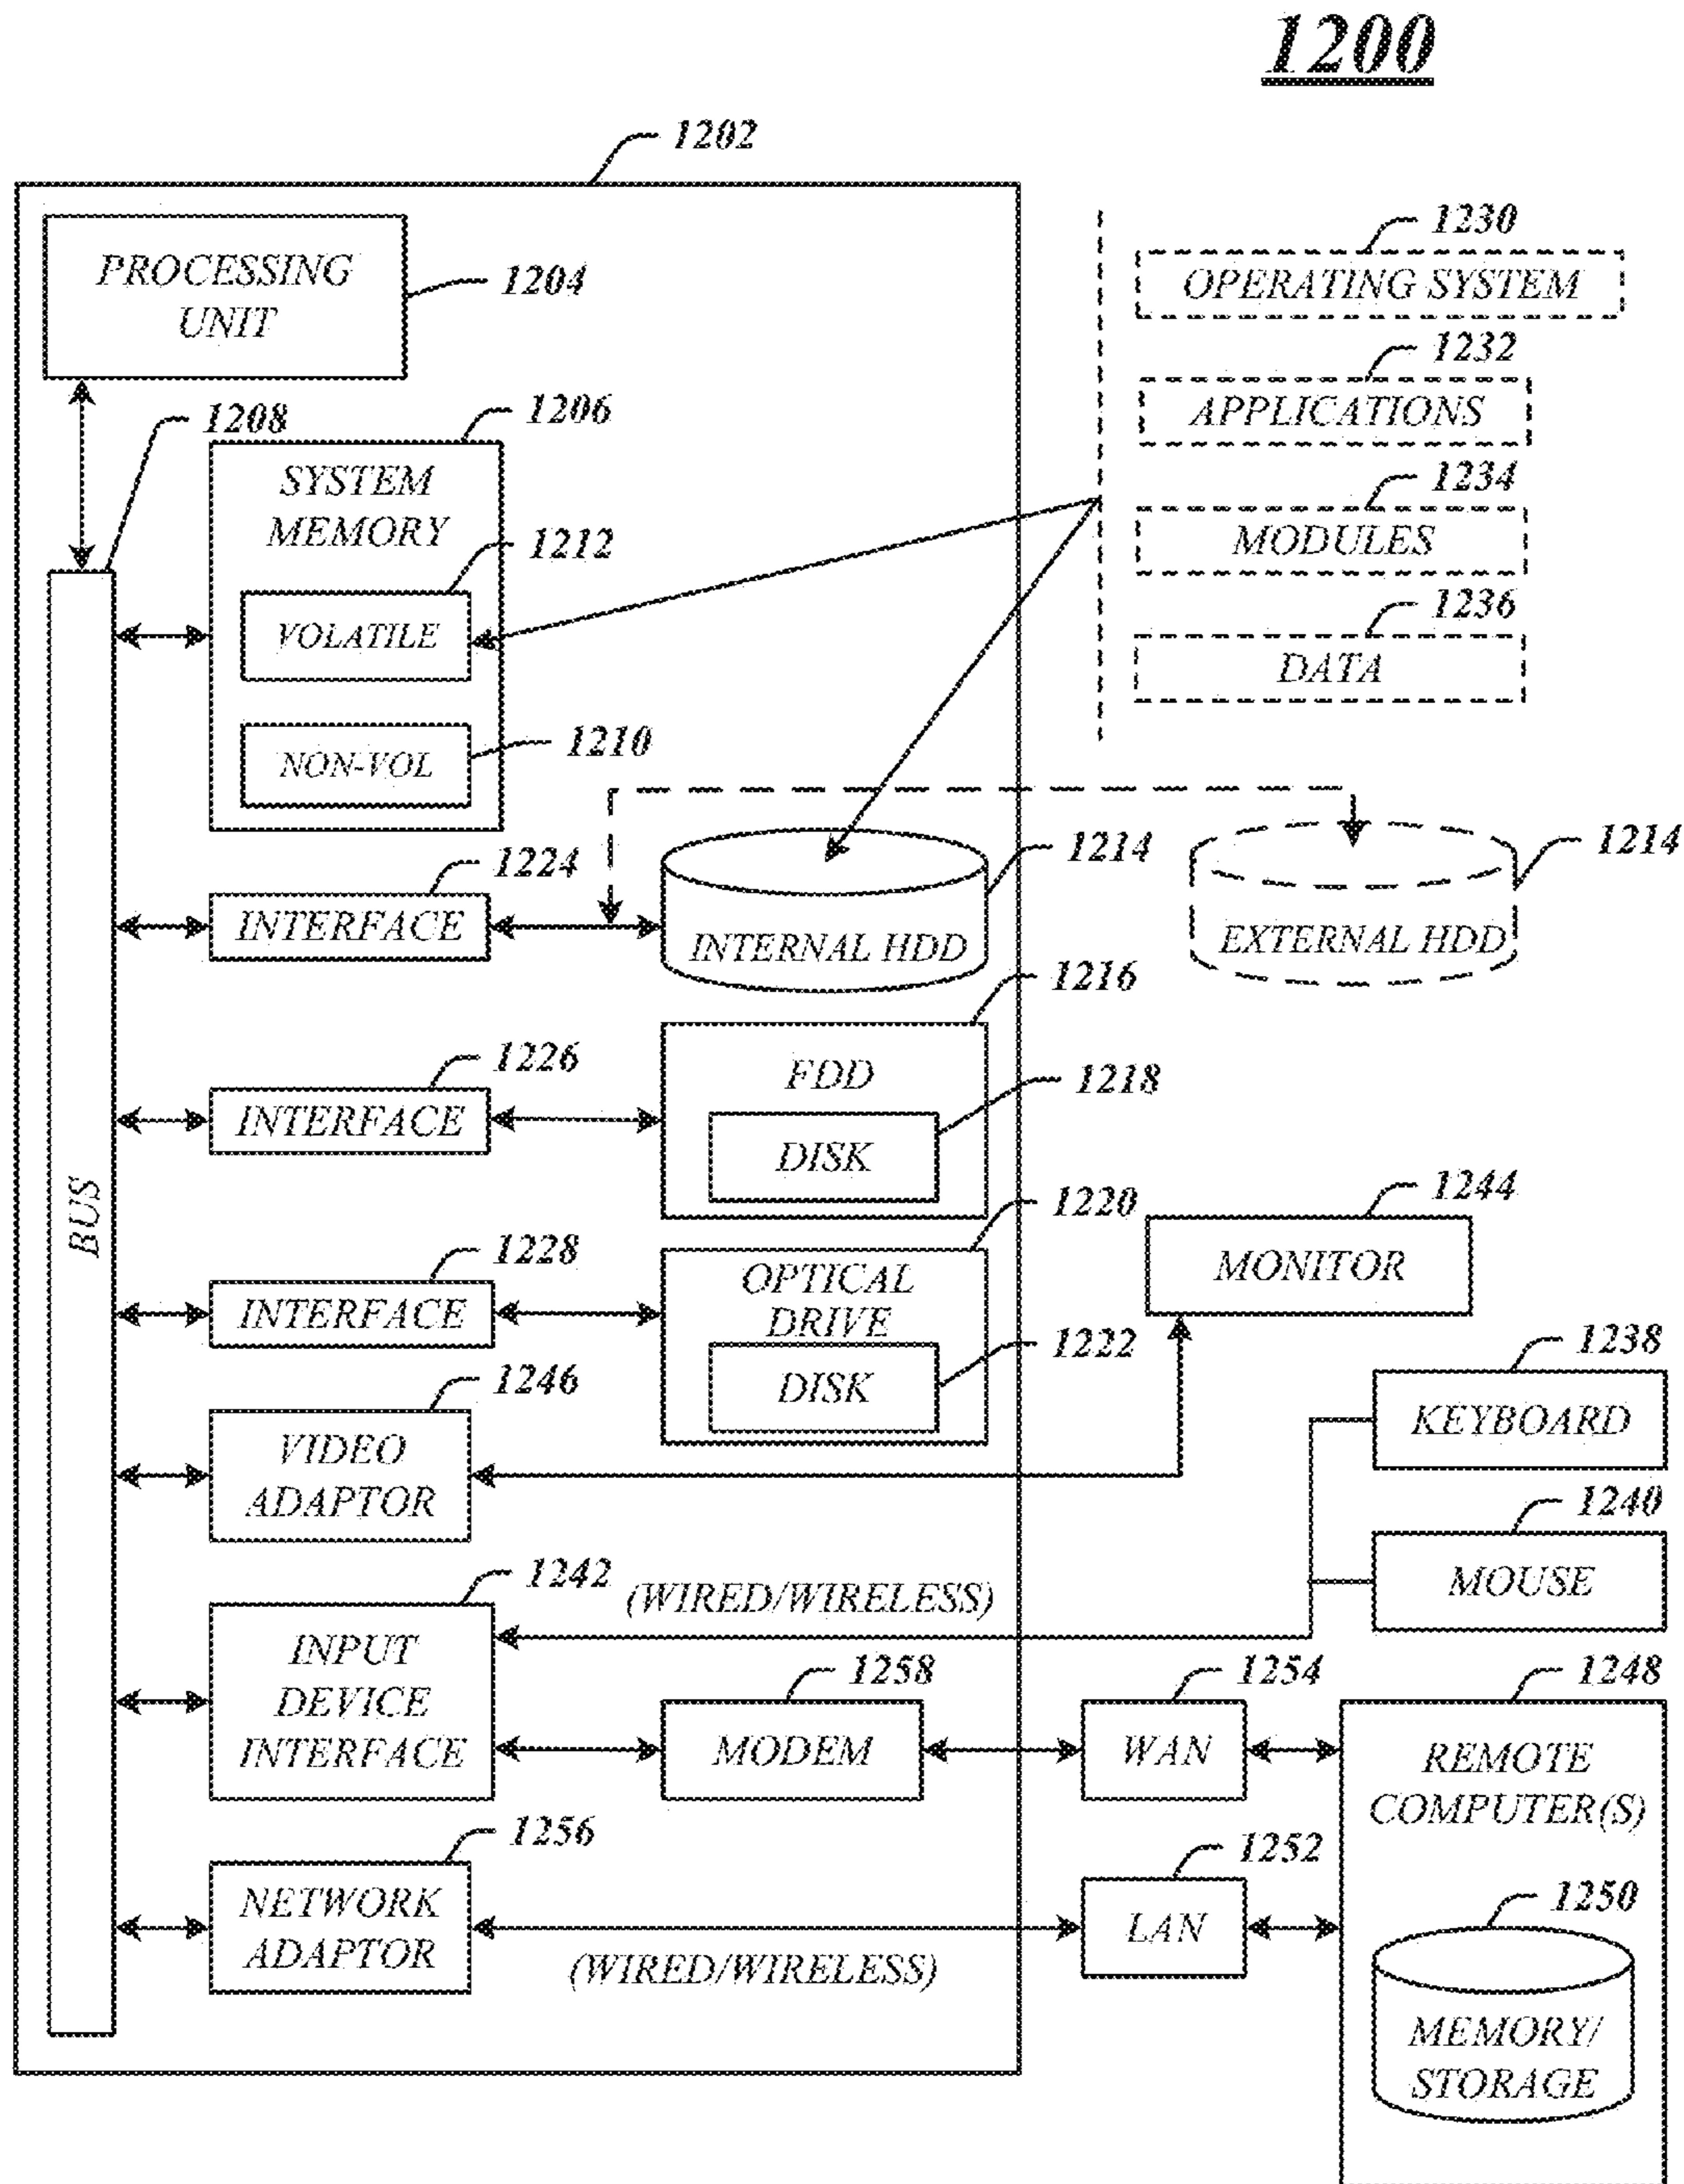 1200
1202
PROCESSING
UNIT
1204
1230
OPERATING SYSTEM
1232
APPLICATIONS
1234
MODULES
1236
DATA
1208
1206
SYSTEM
MEMORY
1212
VOLATILE
1210
NON-VOL
1224
INTERFACE
1214
INTERNAL HDD
1214
EXTERNAL HDD
1216
FDD
1226
INTERFACE
1218
DISK
BUS
1220
OPTICAL
DRIVE
1228
INTERFACE
1222
DISK
1244
MONITOR
1246
VIDEO
ADAPTOR
1238
KEYBOARD
1240
MOUSE
1242
(WIRED/WIRELESS)
INPUT
DEVICE
INTERFACE
1258
MODEM
1254
WAN
1248
REMOTE
COMPUTER(S)
1256
NETWORK
ADAPTOR
(WIRED/WIRELESS)
1252
LAN
1250
MEMORY/
STORAGE